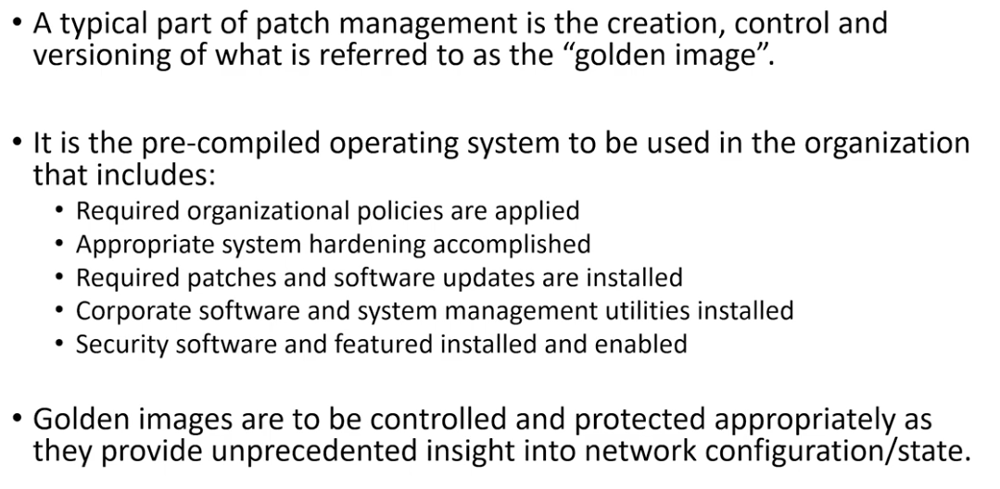 • A typical part of patch management is the creation, control and
versioning of what is referred to as the “golden image”.
• It is the pre-compiled operating system to be used in the organization
that includes:
• Required organizational policies are applied
• Appropriate system hardening accomplished
• Required patches and software updates are installed
• Corporate software and system management utilities installed
• Security software and featured installed and enabled
• Golden images are to be controlled and protected appropriately as
they provide unprecedented insight into network configuration/state.